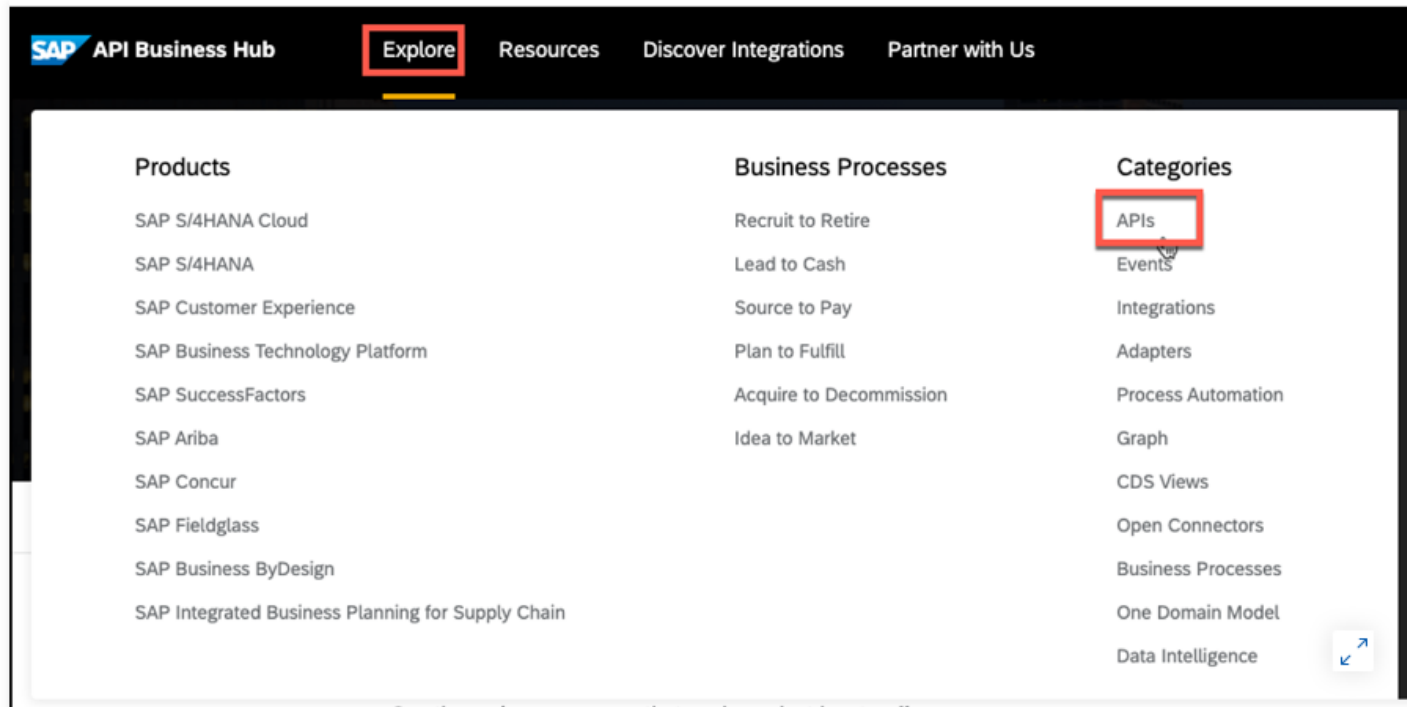 SAP API Business Hub
Explore
Resources
Discover Integrations
Partner with Us
Products
SAP S/4HANA Cloud
SAP S/4HANA
SAP Customer Experience
SAP Business Technology Platform
SAP SuccessFactors
SAP Ariba
SAP Concur
SAP Fieldglass
SAP Business ByDesign
SAP Integrated Business Planning for Supply Chain
Business Processes
Recruit to Retire
Lead to Cash
Source to Pay
Plan to Fulfill
Acquire to Decommission
Idea to Market
Categories
APIs
Events
Integrations
Adapters
Process Automation
Graph
CDS Views
Open Connectors
Business Processes
One Domain Model
Data Intelligence